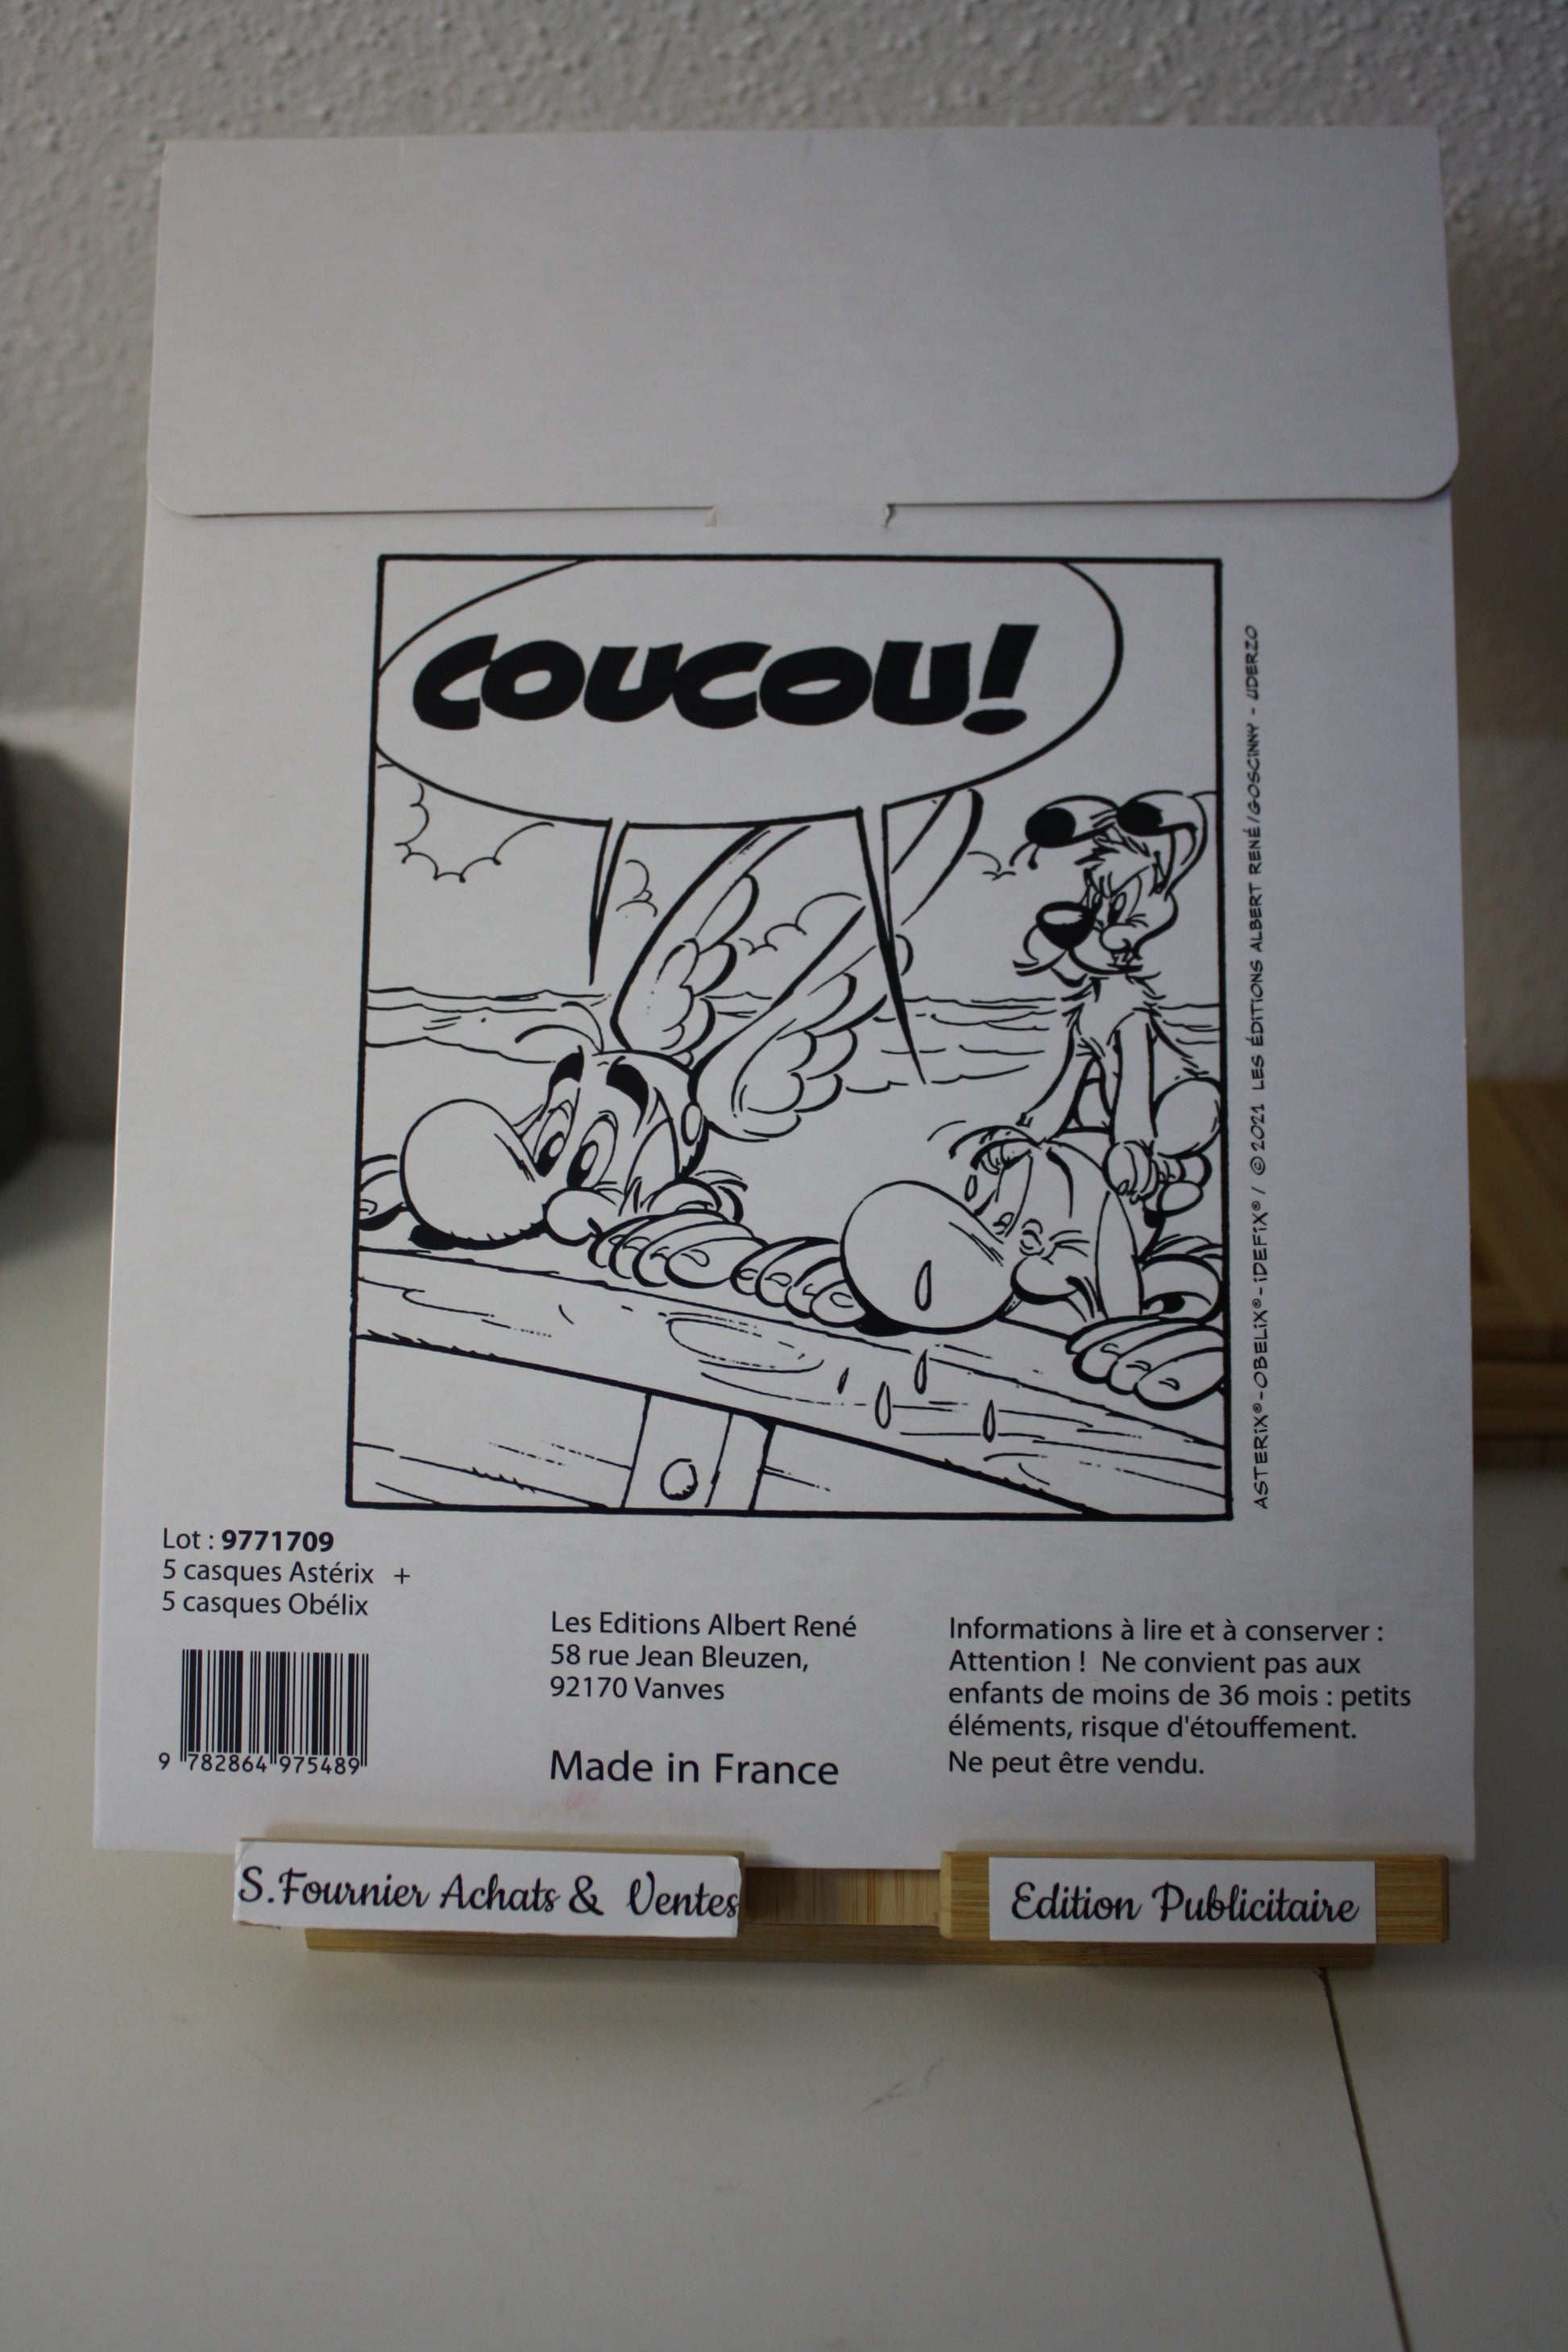 COUCOU!
ASTERiX®-OBELiX®-iDEFiX® / © 2021 LES ÉDiTiONS ALBERT RENÉ/GOSCiNNY - UDERZO
Lot : 9771709
5 casques Astérix +
5 casques Obélix
9 782864 975489
Les Editions Albert René
58 rue Jean Bleuzen,
92170 Vanves
Made in France
Informations à lire et à conserver :
Attention ! Ne convient pas aux
enfants de moins de 36 mois : petits
éléments, risque d'étouffement.
Ne peut être vendu.
S.Fournier Achats & Ventes
Edition Publicitaire